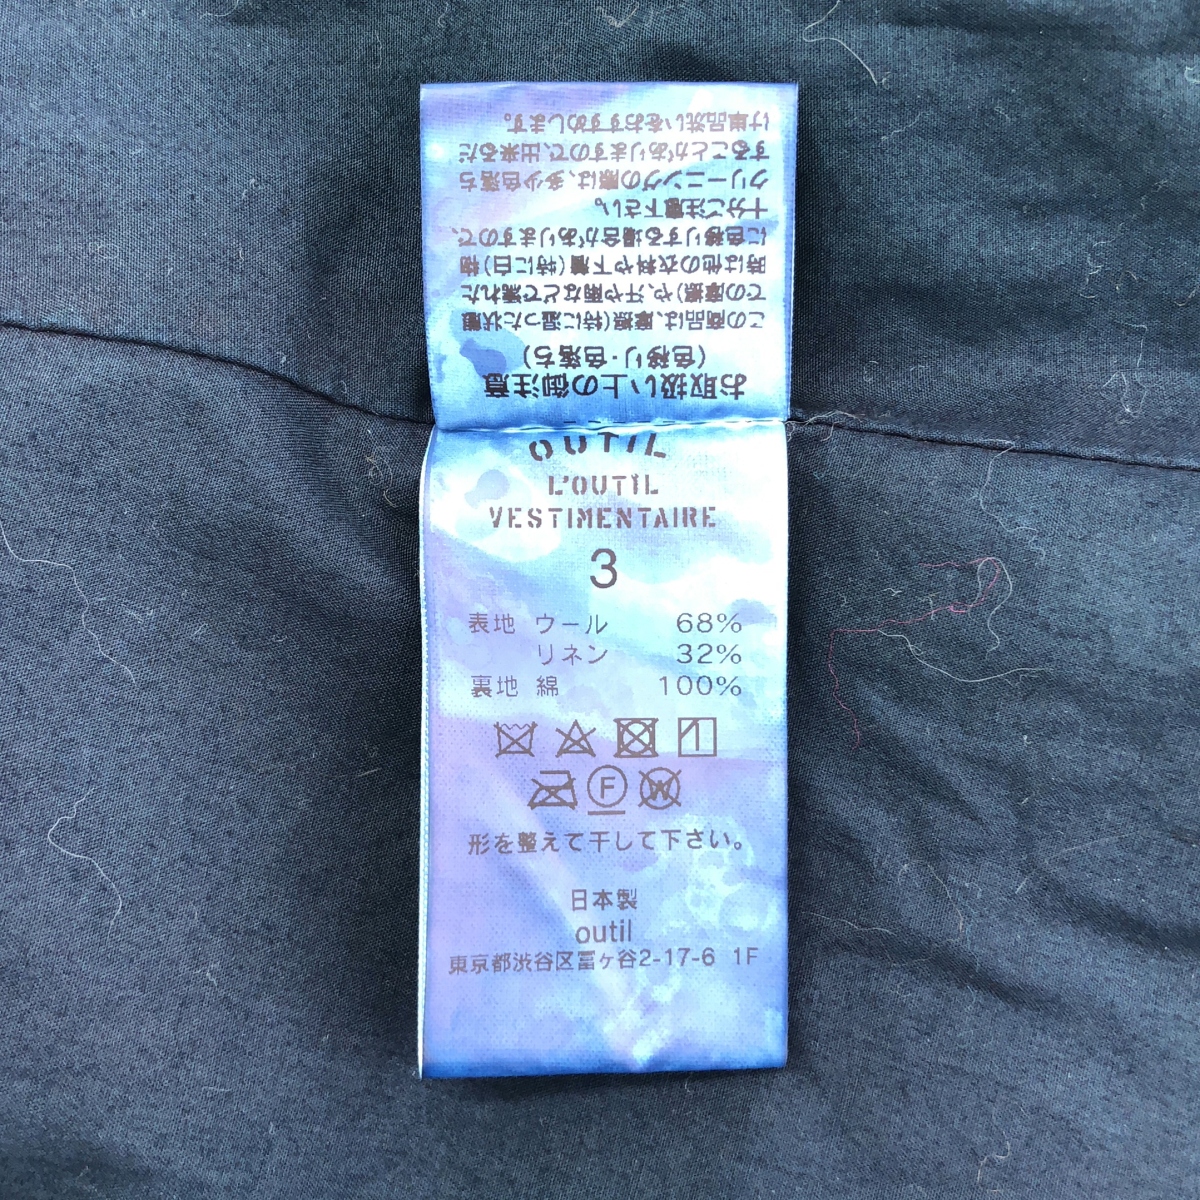 お取扱い上の御注意
(色移り・色落ち)
この商品は、摩擦(特に湿った状態
での摩擦)や、汗や雨などで濡れた
時は他の衣料や下着(特に白)物
に色移りする場合がありますので、
十分ご注意下さい。
クリーニングの際は、多少色落ち
することがありますので、出来るだ
け単品洗いをおすすめします。
OUTIL
L'OUTIL
VESTIMENTAIRE
3
表地 ウール 68%
リネン 32%
裏地 綿 100%
F W
形を整えて干して下さい。
日本製
outil
東京都渋谷区冨ヶ谷2-17-6 1F